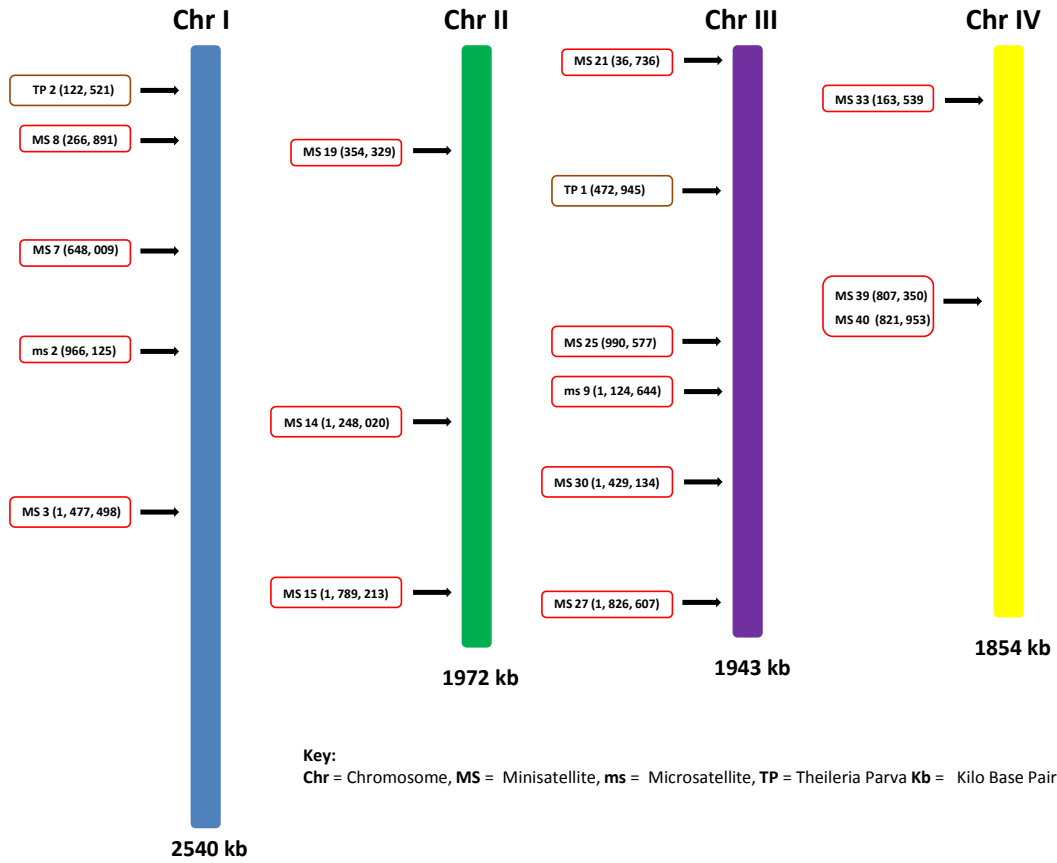 Chr I
TP 2 (122, 521)
MS 8 (266, 891)
MS 7 (648, 009)
ms 2 (966, 125)
MS 3 (1, 477, 498)
2540 kb
Chr II
MS 19 (354, 329)
MS 14 (1, 248, 020)
MS 15 (1, 789, 213)
1972 kb
Chr III
MS 21 (36, 736)
TP 1 (472, 945)
MS 25 (990, 577)
ms 9 (1, 124, 644)
MS 30 (1, 429, 134)
MS 27 (1, 826, 607)
1943 kb
Chr IV
MS 33 (163, 539
MS 39 (807, 350)
MS 40 (821, 953)
1854 kb
Key:
Chr = Chromosome, MS = Minisatellite, ms = Microsatellite, TP = Theileria Parva Kb = Kilo Base Pair